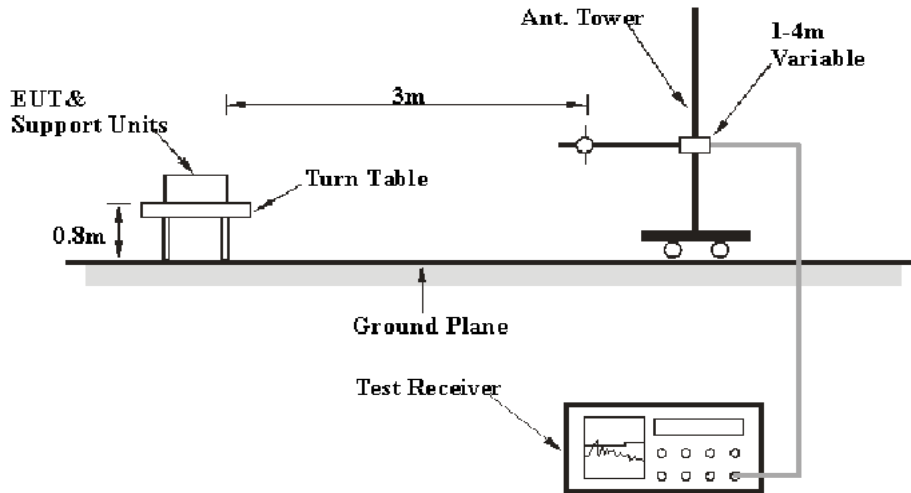 Ant. Tower
1-4m
Variable
EUT &
Support Units
3m
Turn Table
0.8m
Ground Plane
Test Receiver